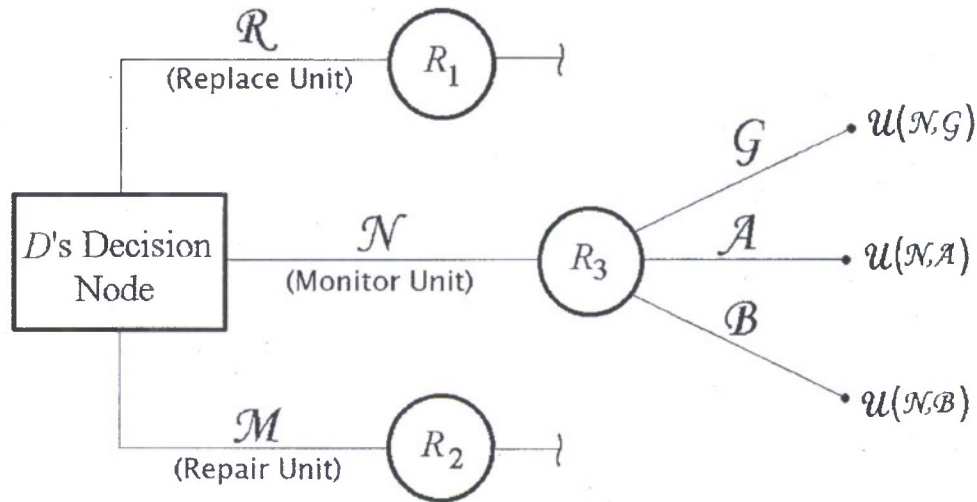 R
(Replace Unit)
R1
G
U(N,G)
D's Decision
Node
N
(Monitor Unit)
R3
A
U(N,A)
B
U(N,B)
M
(Repair Unit)
R2